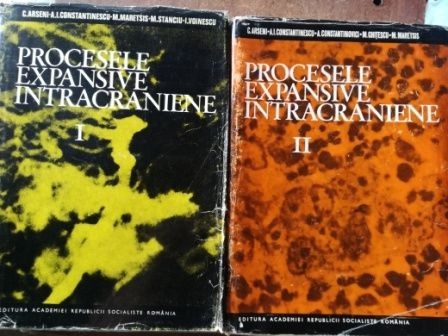 C. ARSENI-A.I. CONSTANTINESCU-M. MARETSIS-M. STANCIU-I. VOINESCU
PROCESELE
EXPANSIVE
INTRACRANIENE
I
EDITURA ACADEMIEI REPUBLICII SOCIALISTE ROMÂNIA
C. ARSENI-A.I. CONSTANTINESCU-A. CONSTANTINOVICI-M. GHIȚESCU-M. MARETSIS
PROCESELE
EXPANSIVE
INTRACRANIENE
II
EDITURA ACADEMIEI REPUBLICII SOCIALISTE ROMÂNIA